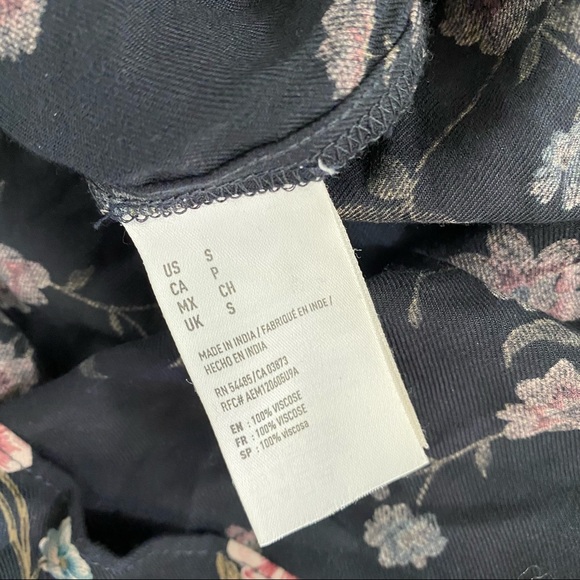 US S
CA P
MX CH
UK S
MADE IN INDIA / FABRIQUÉ EN INDE /
HECHO EN INDIA
RN 54485/CA 03873
RFC# AEM120605U9A
EN : 100% VISCOSE
FR : 100% VISCOSE
SP : 100% viscosa